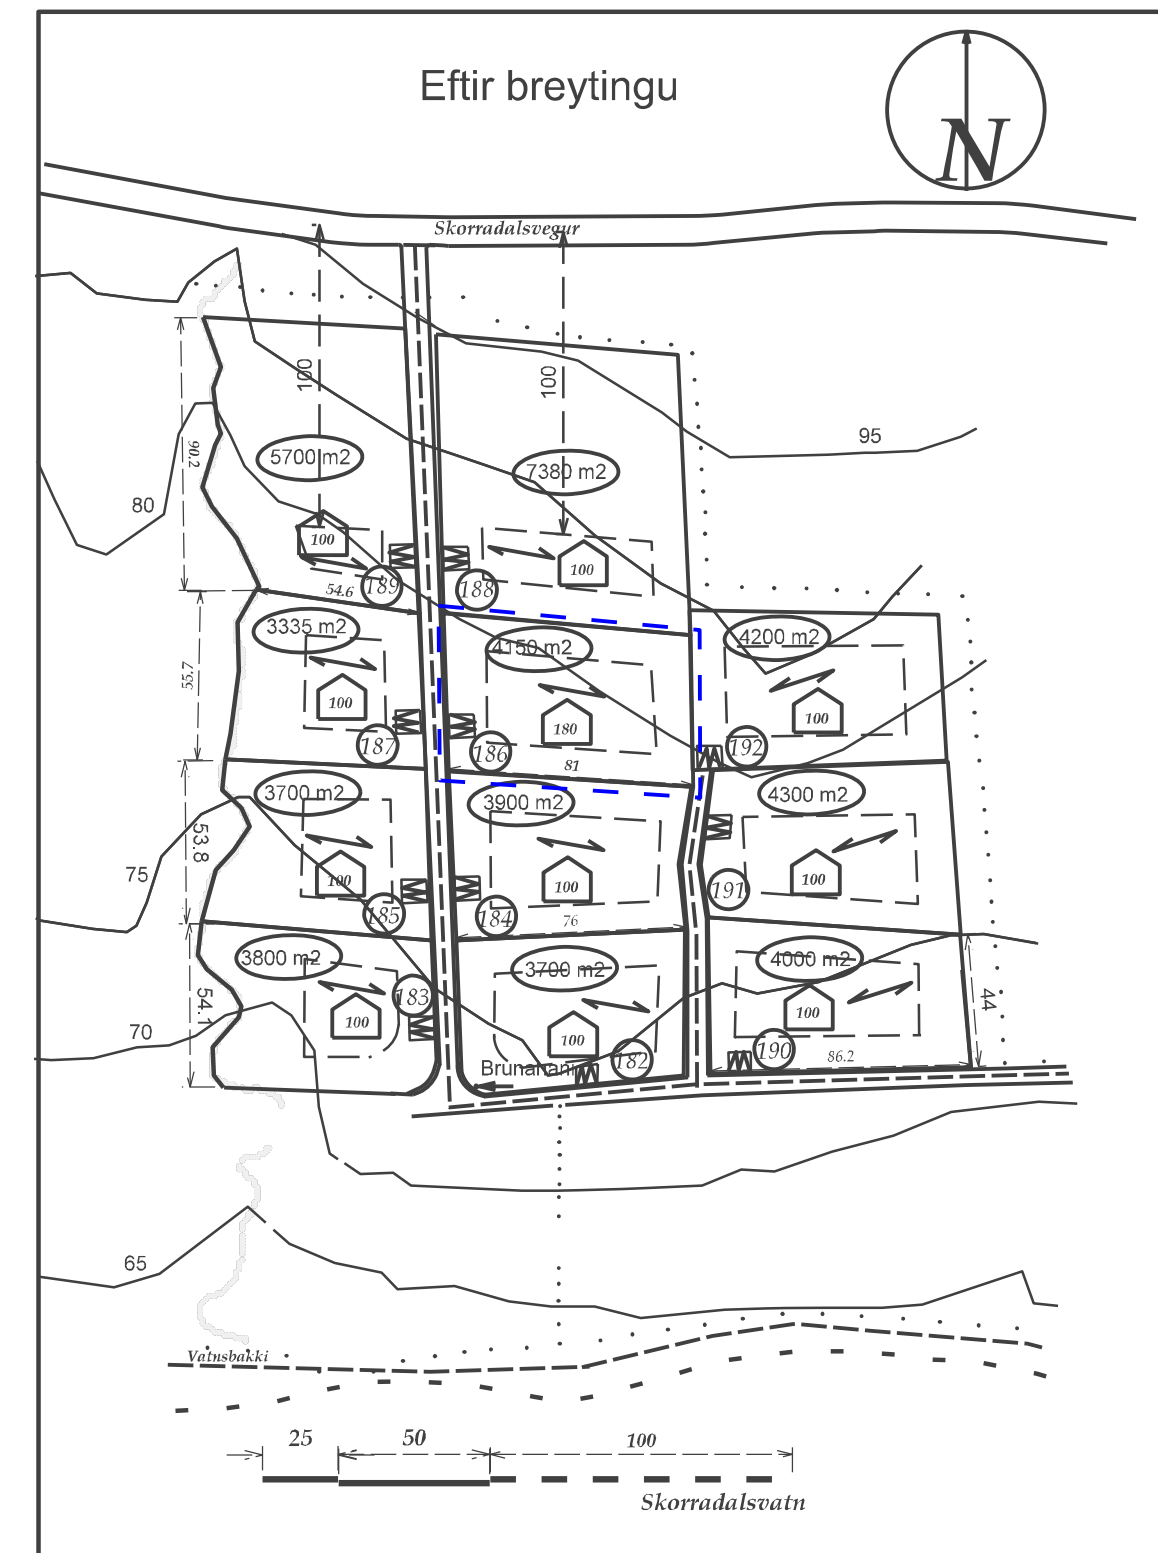 Eftir breytingu
N
Skorradalsvegur
100
100
95
5700 m2
7380 m2
90.2
80
100
100
189
188
54.6
3335 m2
4150 m2
4200 m2
55.7
100
180
100
187
186
192
81
3700 m2
3900 m2
4300 m2
53.8
75
100
100
100
185
184
191
76
3800 m2
3700 m2
4000 m2
54.1
183
44
70
100
100
100
182
190
86.2
Brunahani
65
Vatnsbakki
25
50
100
Skorradalsvatn